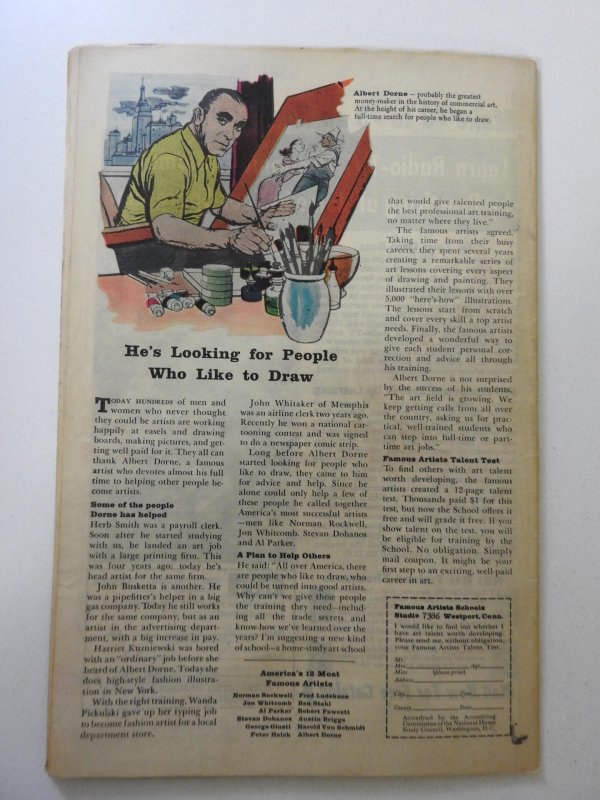 Albert Dorne — probably the greatest
money-maker in the history of commercial art.
At the height of his career, he began a
full-time search for people who like to draw.
He's Looking for People
Who Like to Draw
TODAY HUNDREDS of men and
women who never thought
they could be artists are working
happily at easels and drawing
boards, making pictures, and get-
ting well paid for it. They all can
thank Albert Dorne, a famous
artist who devotes almost his full
time to helping other people be-
come artists.
Some of the people
Dorne has helped
Herb Smith was a payroll clerk.
Soon after he started studying
with us, he landed an art job
with a large printing firm. This
was four years ago: today he's
head artist for the same firm.
John Busketta is another. He
was a pipefitter's helper in a big
gas company. Today he still works
for the same company, but as an
artist in the advertising depart-
ment, with a big increase in pay.
Harriet Kuzniewski was bored
with an "ordinary" job before she
heard of Albert Dorne. Today she
does high-style fashion illustra-
tion in New York.
With the right training, Wanda
Pickulski gave up her typing job
to become fashion artist for a local
department store.
John Whitaker of Memphis
was an airline clerk two years ago.
Recently he won a national car-
tooning contest and was signed
to do a newspaper comic strip.
Long before Albert Dorne
started looking for people who
like to draw, they came to him
for advice and help. Since he
alone could only help a few of
these people he called together
America's most successful artists
—men like Norman Rockwell,
Jon Whitcomb, Stevan Dohanos
and Al Parker.
A Plan to Help Others
He said: "All over America, there
are people who like to draw, who
could be turned into good artists.
Why can't we give these people
the training they need—includ-
ing all the trade secrets and
know-how we've learned over the
years? I'm suggesting a new kind
of school—a home study art school
America's 12 Most
Famous Artists
Norman Rockwell Fred Ludekens
Jon Whitcomb Ben Stahl
Al Parker Robert Fawcett
Stevan Dohanos Austin Briggs
George Giusti Harold Von Schmidt
Peter Helck Albert Dorne
that would give talented people
the best professional art training,
no matter where they live."
The famous artists agreed.
Taking time from their busy
careers, they spent several years
creating a remarkable series of
art lessons covering every aspect
of drawing and painting. They
illustrated their lessons with over
5,000 "here's-how" illustrations.
The lessons start from scratch
and cover every skill a top artist
needs. Finally, the famous artists
developed a wonderful way to
give each student personal cor-
rection and advice all through
his training.
Albert Dorne is not surprised
by the success of his students.
"The art field is growing. We
keep getting calls from all over
the country, asking us for prac-
tical, well-trained students who
can step into full-time or part-
time art jobs."
Famous Artists Talent Test
To find others with art talent
worth developing, the famous
artists created a 12-page talent
test. Thousands paid $1 for this
test, but now the School offers it
free and will grade it free. If you
show talent on the test, you will
be eligible for training by the
School. No obligation. Simply
mail coupon. It might be your
first step to an exciting, well-paid
career in art.
Famous Artists Schools
Studio 7386 Westport, Conn.
I would like to find out whether I
have art talent worth developing.
Please send me, without obligation,
your Famous Artists Talent Test.
Mr.
Mrs. Age
Miss (please print)
Address
City
County State
Accredited by the Accrediting
Commission of the National Home
Study Council, Washington, D.C.